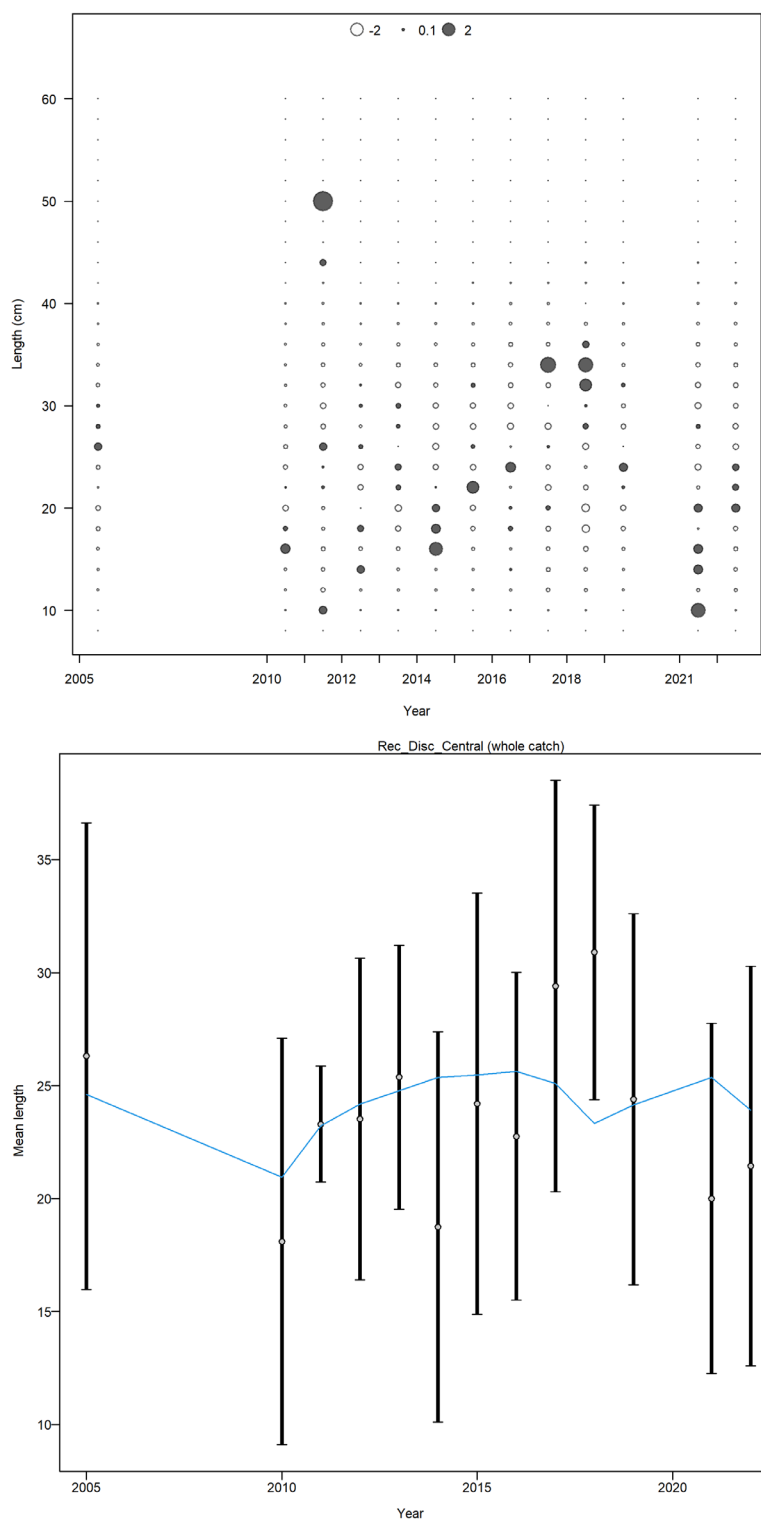 -2 0.1 2
60
50
40
30
20
10
Length (cm)
2005 2010 2012 2014 2016 2018 2021
Year
Rec_Disc_Central (whole catch)
35
30
25
20
15
10
Mean length
2005 2010 2015 2020
Year